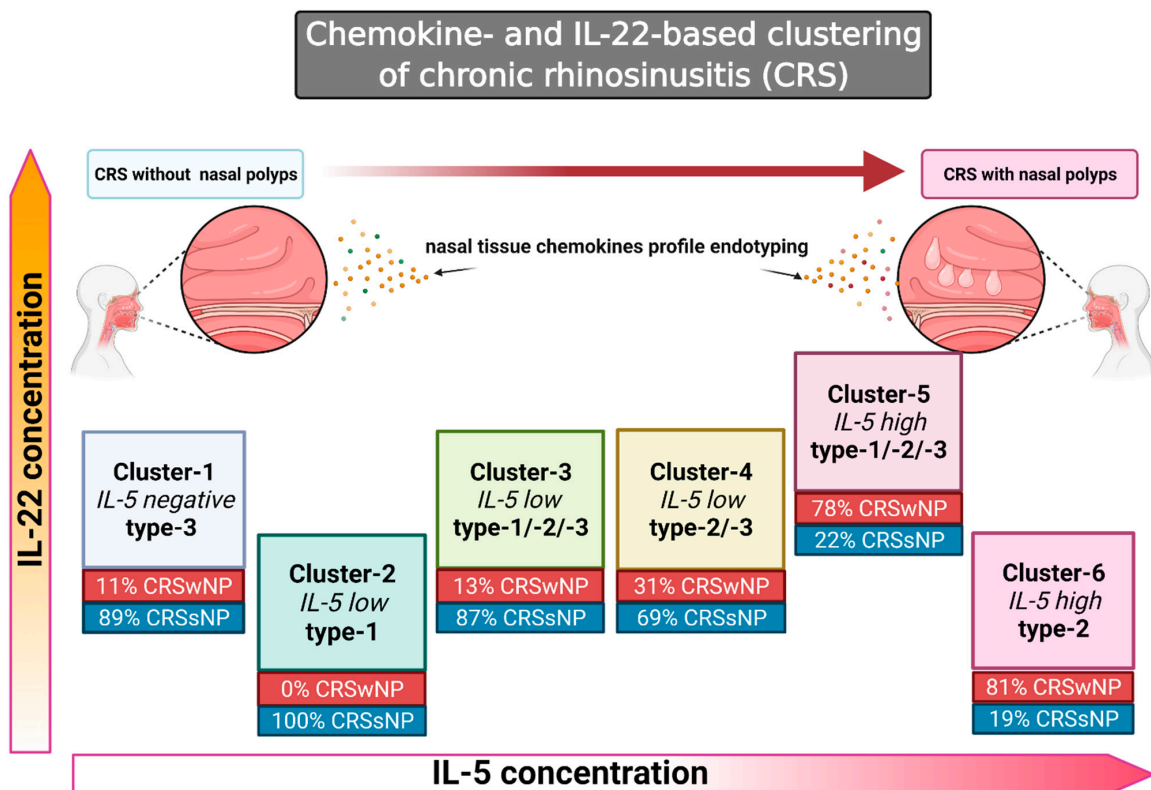 Chemokine- and IL-22-based clustering
of chronic rhinosinusitis (CRS)
CRS without nasal polyps
CRS with nasal polyps
nasal tissue chemokines profile endotyping
IL-22 concentration
Cluster-1
IL-5 negative
type-3
11% CRSwNP
89% CRSsNP
Cluster-2
IL-5 low
type-1
0% CRSwNP
100% CRSsNP
Cluster-3
IL-5 low
type-1/-2/-3
13% CRSwNP
87% CRSsNP
Cluster-4
IL-5 low
type-2/-3
31% CRSwNP
69% CRSsNP
Cluster-5
IL-5 high
type-1/-2/-3
78% CRSwNP
22% CRSsNP
Cluster-6
IL-5 high
type-2
81% CRSwNP
19% CRSsNP
IL-5 concentration